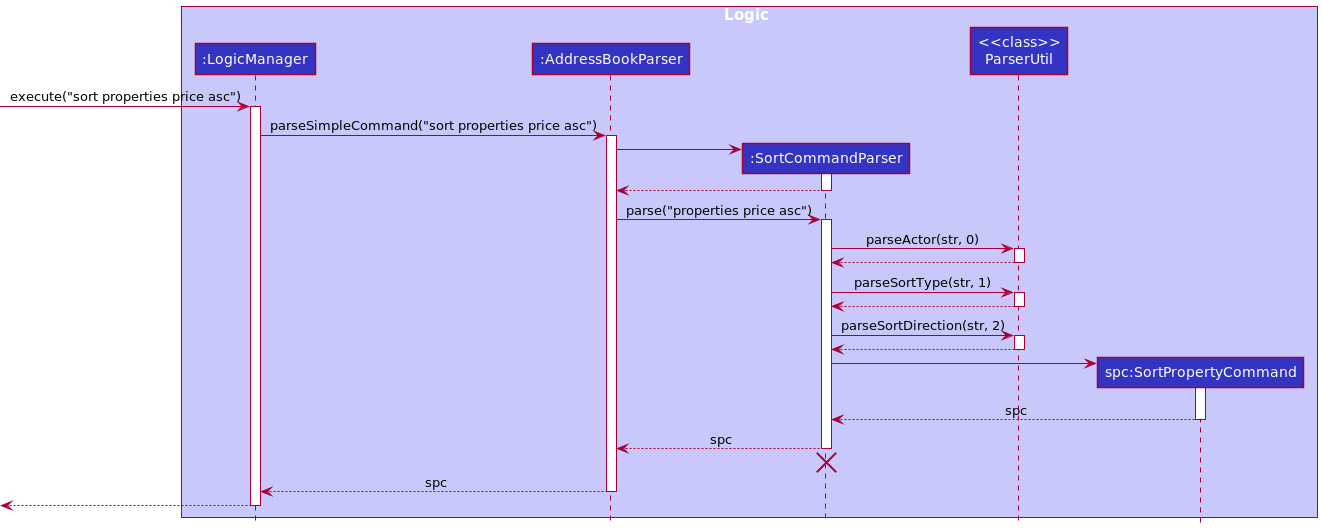 Logic
:LogicManager
:AddressBookParser
<<class>>
ParserUtil
execute("sort properties price asc")
parseSimpleCommand("sort properties price asc")
:SortCommandParser
parse("properties price asc")
parseActor(str, 0)
parseSortType(str, 1)
parseSortDirection(str, 2)
spc:SortPropertyCommand
spc
spc
spc